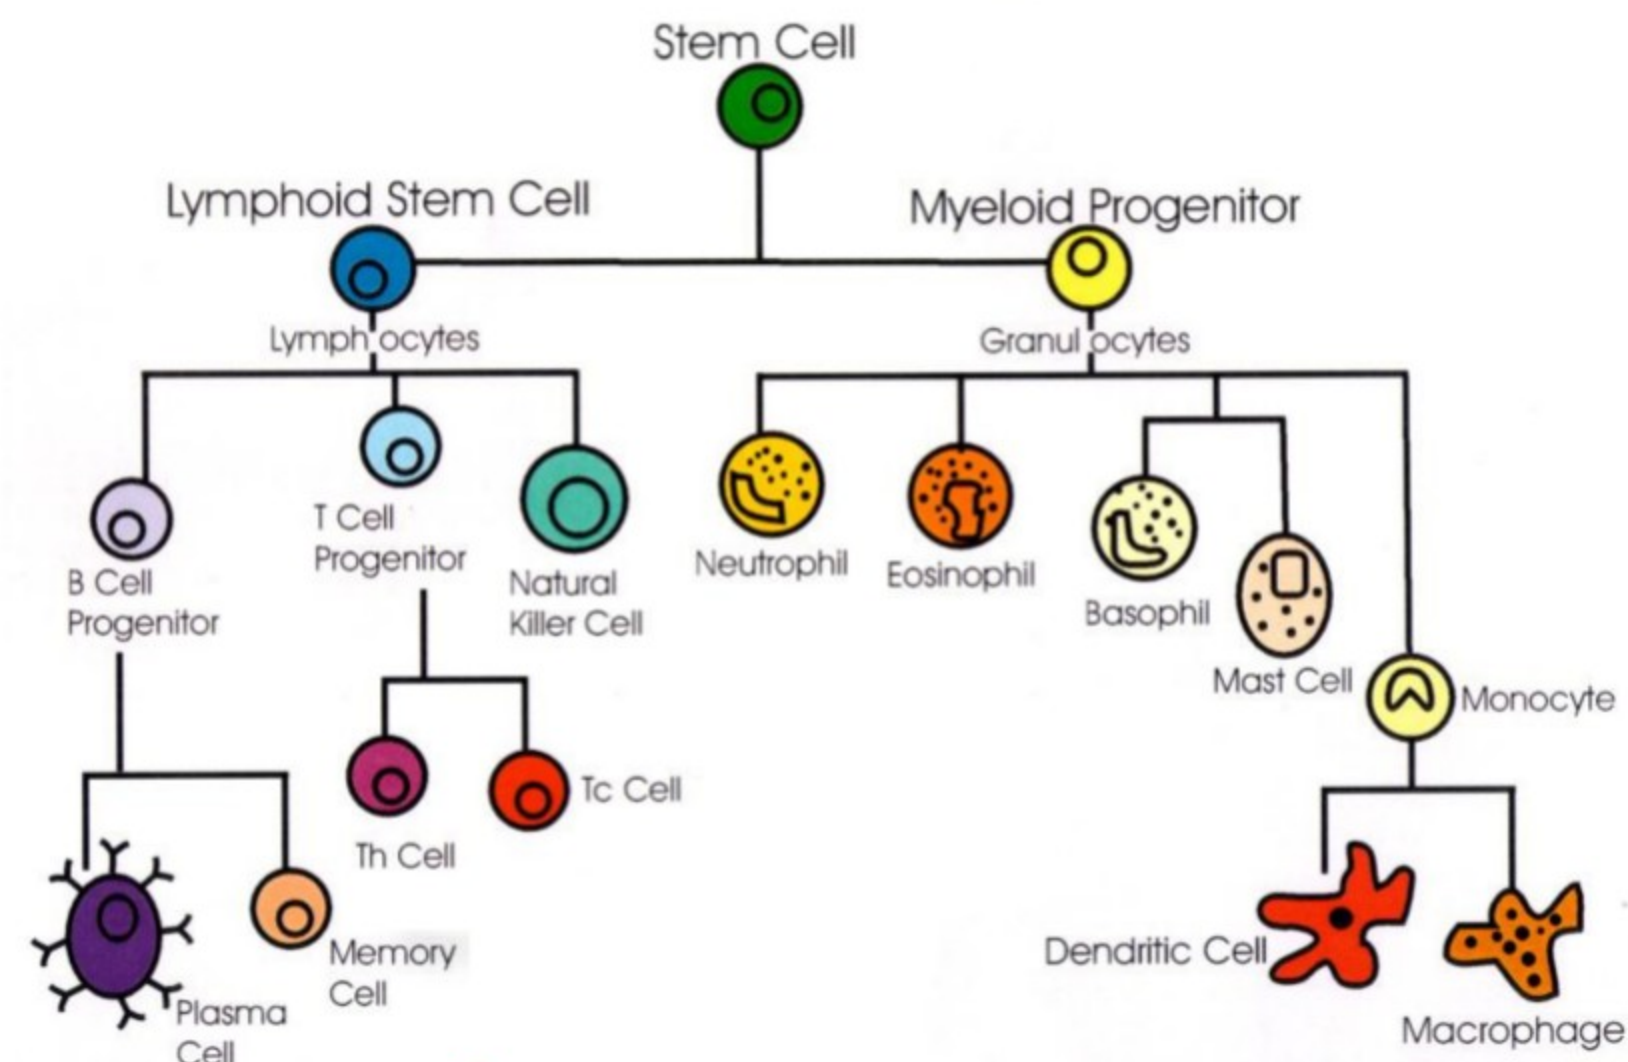 Stem Cell
Lymphoid Stem Cell
Myeloid Progenitor
Lymph ocytes
Granul ocytes
B Cell
Progenitor
T Cell
Progenitor
Natural
Killer Cell
Neutrophil
Eosinophil
Basophil
Mast Cell
Monocyte
Th Cell
Tc Cell
Plasma
Cell
Memory
Cell
Dendritic Cell
Macrophage